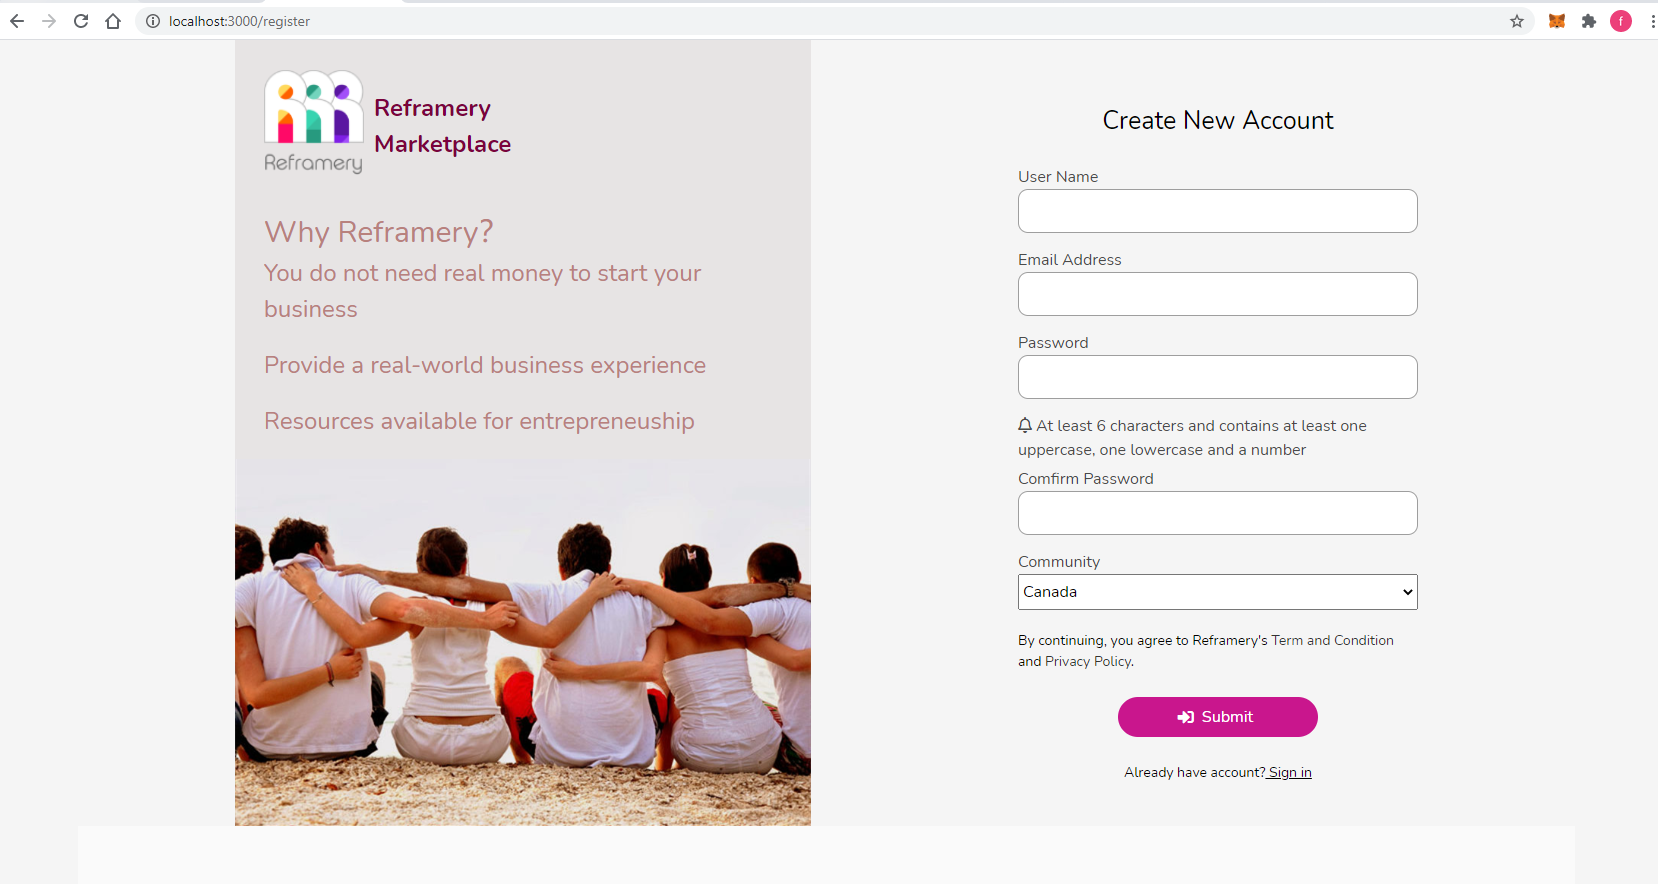 localhost:3000/register
f
Reframery
Reframery
Marketplace
Why Reframery?
You do not need real money to start your
business
Provide a real-world business experience
Resources available for entrepreneuship
Create New Account
User Name
Email Address
Password
At least 6 characters and contains at least one
uppercase, one lowercase and a number
Comfirm Password
Community
Canada
By continuing, you agree to Reframery's Term and Condition
and Privacy Policy.
Submit
Already have account? Sign in